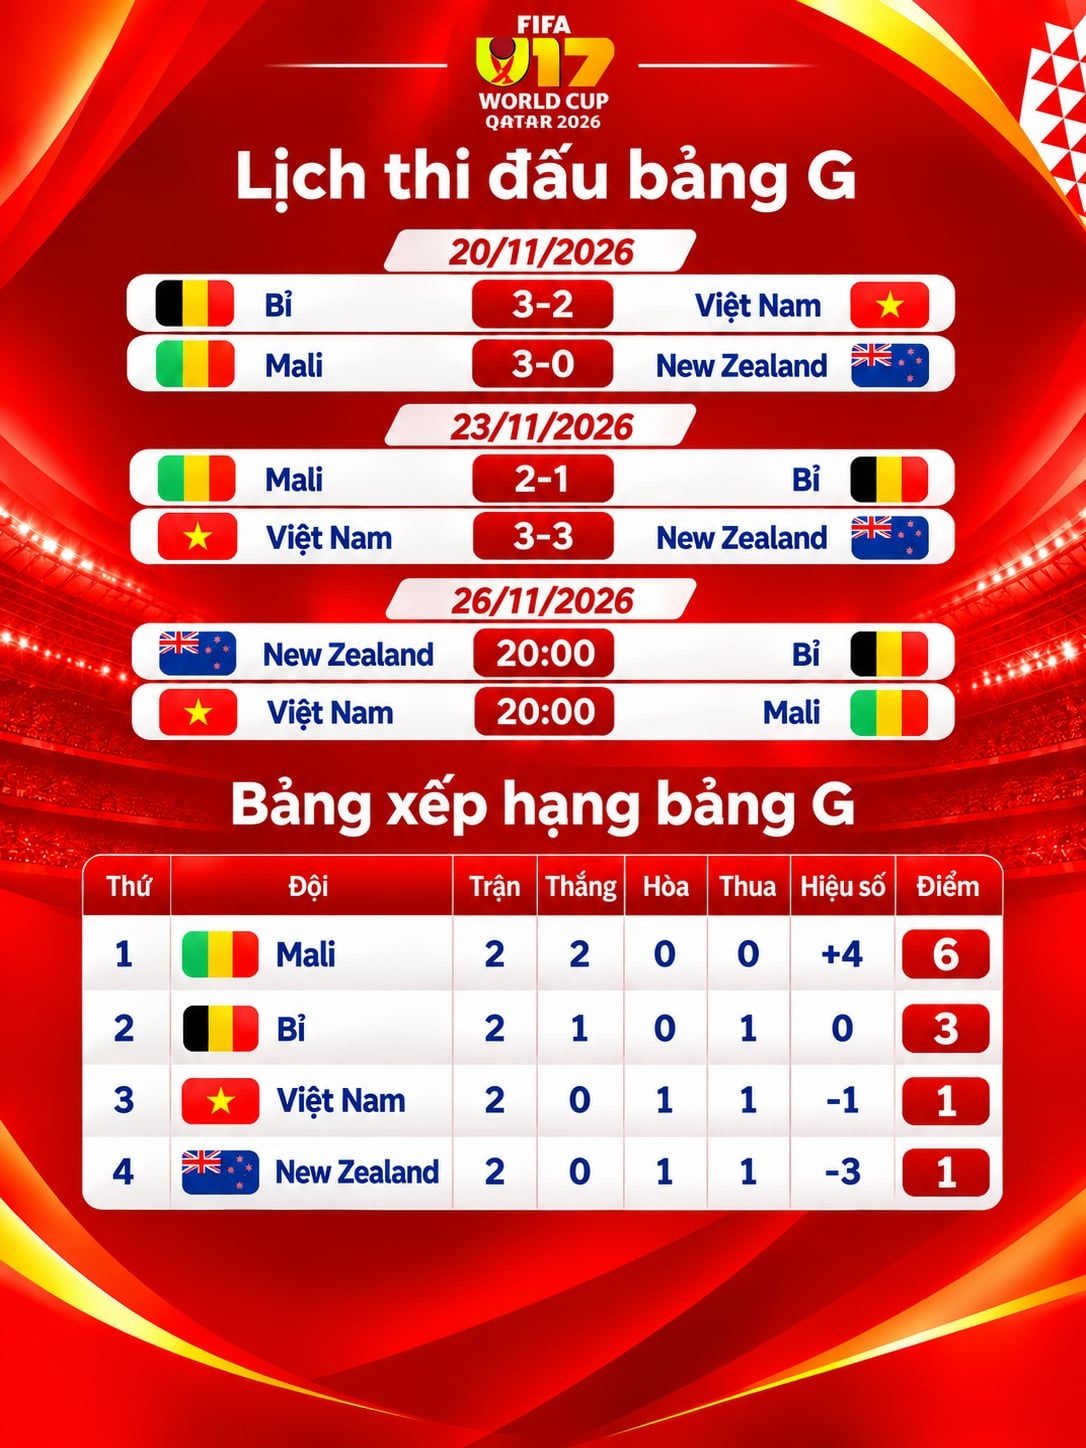 FIFA
U17
WORLD CUP
QATAR 2026
Lịch thi đấu bảng G
20/11/2026
Bỉ 3-2 Việt Nam
Mali 3-0 New Zealand
23/11/2026
Mali 2-1 Bỉ
Việt Nam 3-3 New Zealand
26/11/2026
New Zealand 20:00 Bỉ
Việt Nam 20:00 Mali
Bảng xếp hạng bảng G
Thứ Đội Trận Thắng Hòa Thua Hiệu số Điểm
1 Mali 2 2 0 0 +4 6
2 Bỉ 2 1 0 1 0 3
3 Việt Nam 2 0 1 1 -1 1
4 New Zealand 2 0 1 1 -3 1